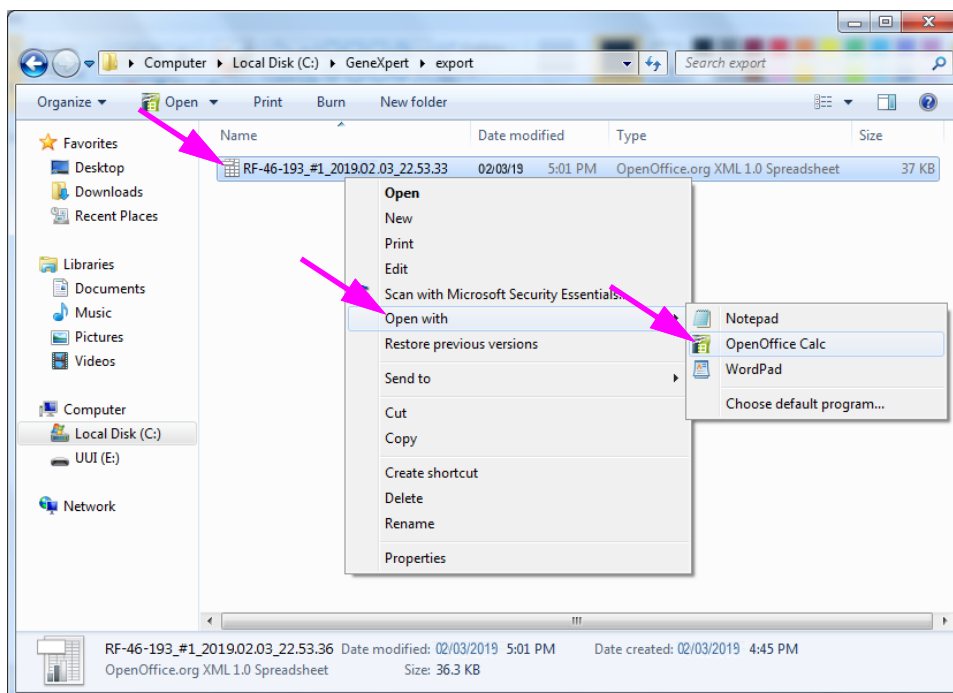 Computer ▸ Local Disk (C:) ▸ GeneXpert ▸ export Search export
Organize Open Print Burn New folder
Name Date modified Type Size
RF-46-193_#1_2019.02.03_22.53.33 02/03/19 5:01 PM OpenOffice.org XML 1.0 Spreadsheet 37 KB
Favorites
Desktop
Downloads
Recent Places
Libraries
Documents
Music
Pictures
Videos
Computer
Local Disk (C:)
UUI (E:)
Network
Open
New
Print
Edit
Scan with Microsoft Security Essentials...
Open with
Restore previous versions
Send to
Cut
Copy
Create shortcut
Delete
Rename
Properties
Notepad
OpenOffice Calc
WordPad
Choose default program...
RF-46-193_#1_2019.02.03_22.53.36 Date modified: 02/03/2019 5:01 PM Date created: 02/03/2019 4:45 PM
OpenOffice.org XML 1.0 Spreadsheet Size: 36.3 KB